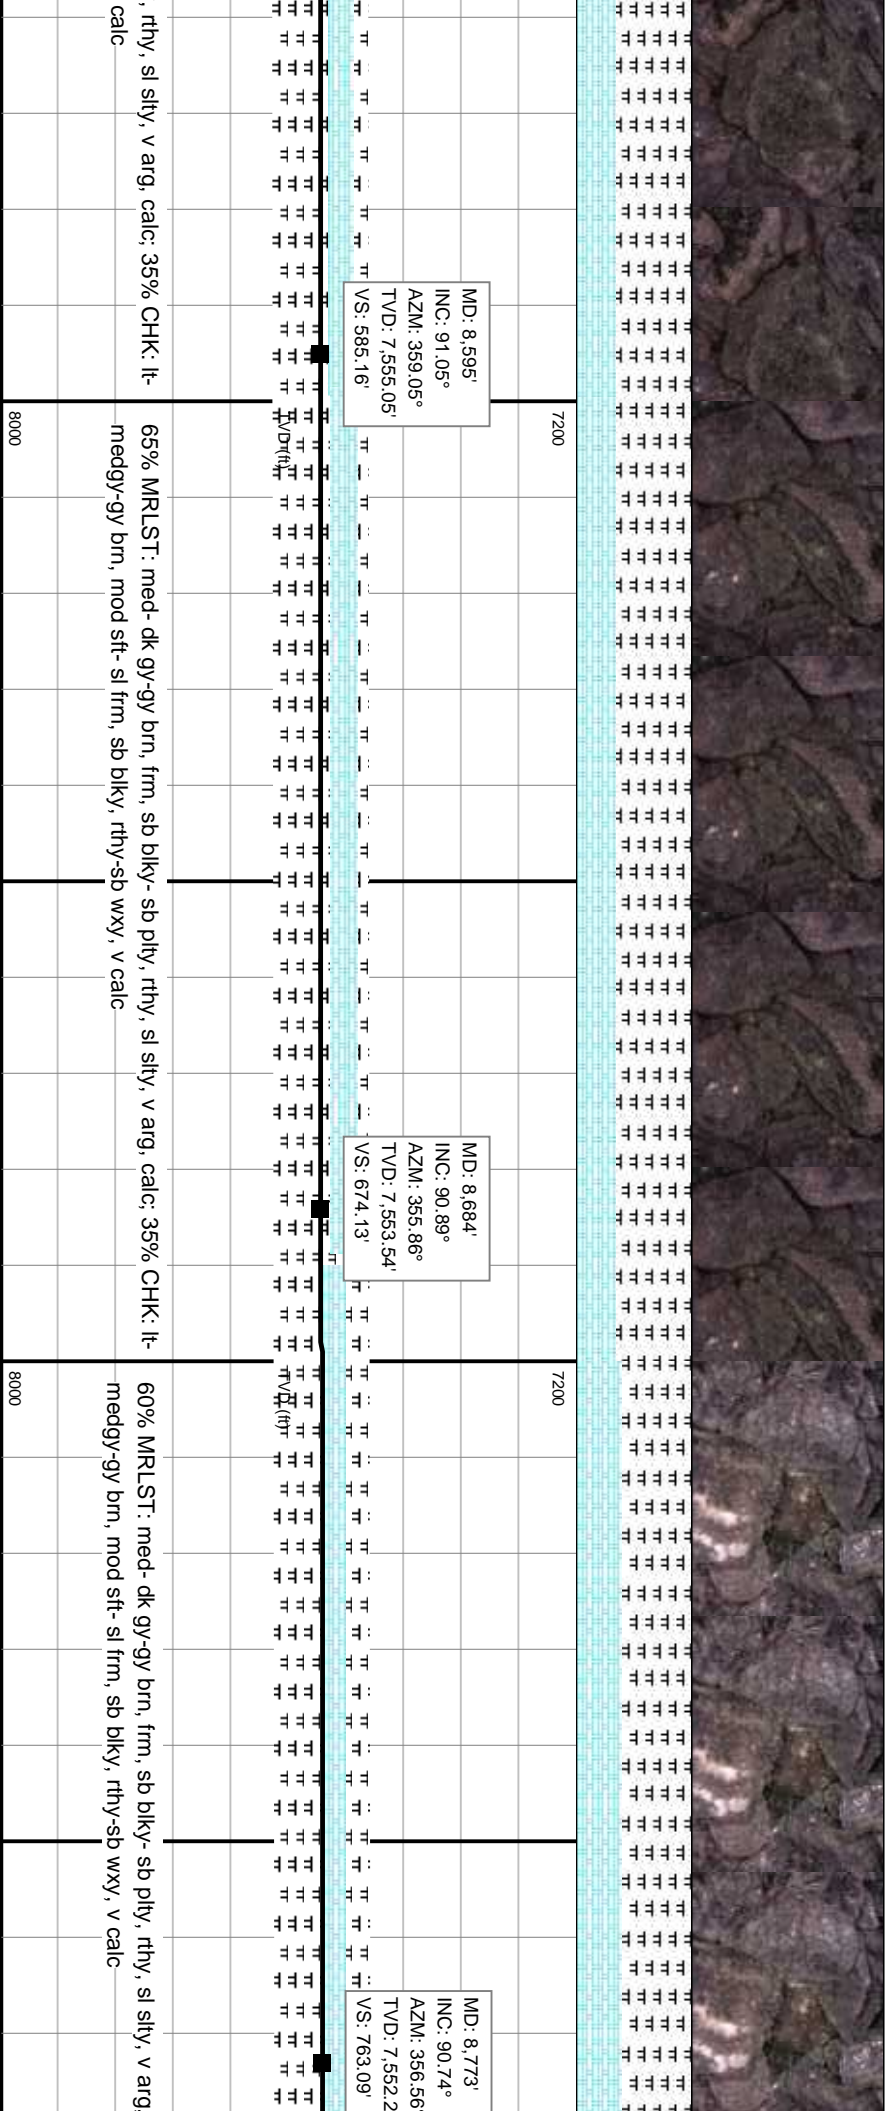 , rthy, sl slty, v arg, calc; 35% CHK: lt-
calc
MD: 8,595'
INC: 91.05°
AZM: 359.05°
TVD: 7,555.05'
VS: 585.16'
7200
TVD (ft)
8000
65% MRLST: med- dk gy-gy brn, frm, sb blky- sb plty, rthy, sl slty, v arg, calc; 35% CHK: lt-
medgy-gy brn, mod sft- sl frm, sb blky, rthy-sb wxy, v calc
MD: 8,684'
INC: 90.89°
AZM: 355.86°
TVD: 7,553.54'
VS: 674.13'
7200
TVD (ft)
8000
60% MRLST: med- dk gy-gy brn, frm, sb blky- sb plty, rthy, sl slty, v arg,
medgy-gy brn, mod sft- sl frm, sb blky, rthy-sb wxy, v calc
MD: 8,773'
INC: 90.74°
AZM: 356.56°
TVD: 7,552.2
VS: 763.09'